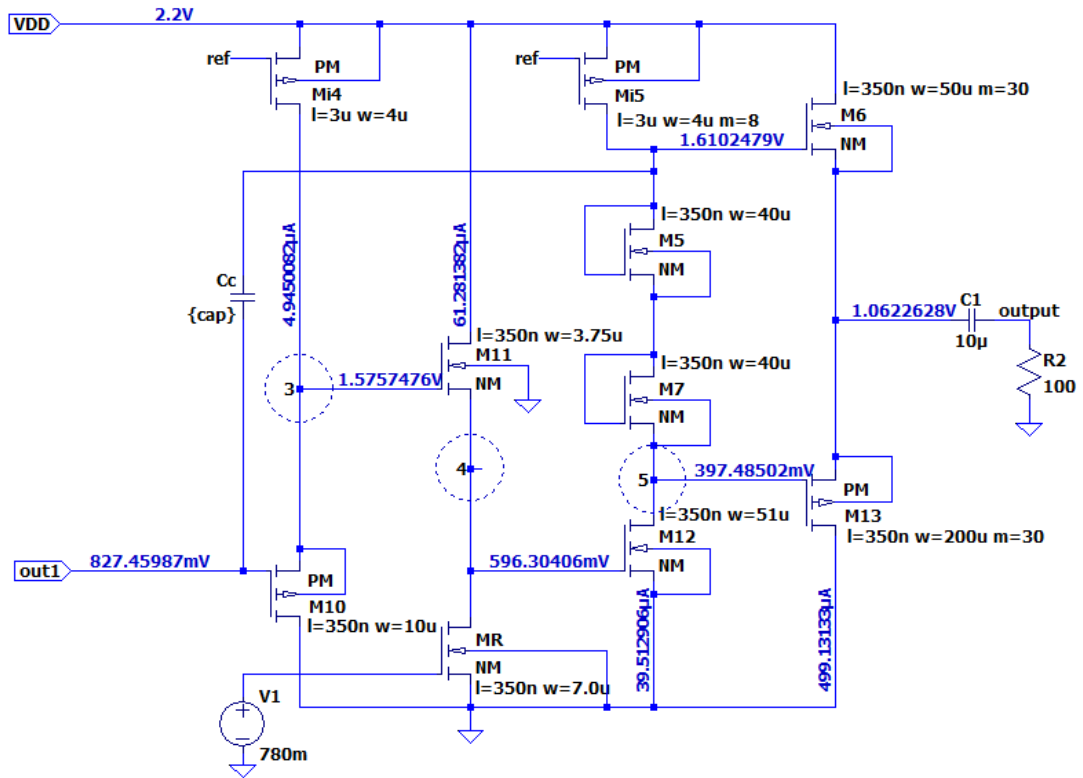 VDD
2.2V
ref
PM
Mi4
l=3u w=4u
ref
PM
Mi5
l=3u w=4u m=8
l=350n w=50u m=30
M6
NM
1.6102479V
l=350n w=40u
M5
NM
4.9450082µA
61.281382µA
Cc
{cap}
l=350n w=3.75u
M11
NM
3
1.5757476V
l=350n w=40u
M7
NM
1.0622628V
C1
10µ
output
R2
100
4
5
397.48502mV
l=350n w=51u
M12
NM
PM
M13
l=350n w=200u m=30
out1
827.45987mV
PM
M10
l=350n w=10u
596.30406mV
MR
NM
l=350n w=7.0u
39.512906µA
499.13133µA
V1
780m